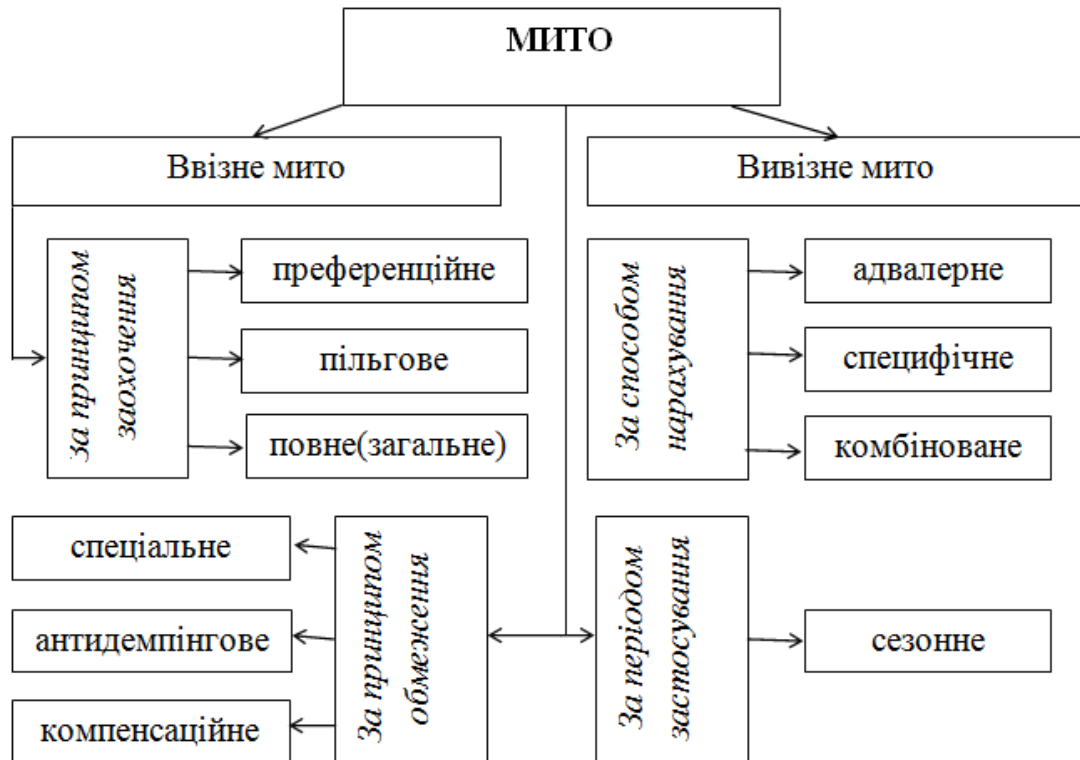 МИТО
Ввізне мито
Вивізне мито
За принципом
заохочення
преференційне
пільгове
повне(загальне)
За способом
нарахування
адвалерне
специфічне
комбіноване
спеціальне
антидемпінгове
компенсаційне
За принципом
обмеження
За періодом
застосування
сезонне